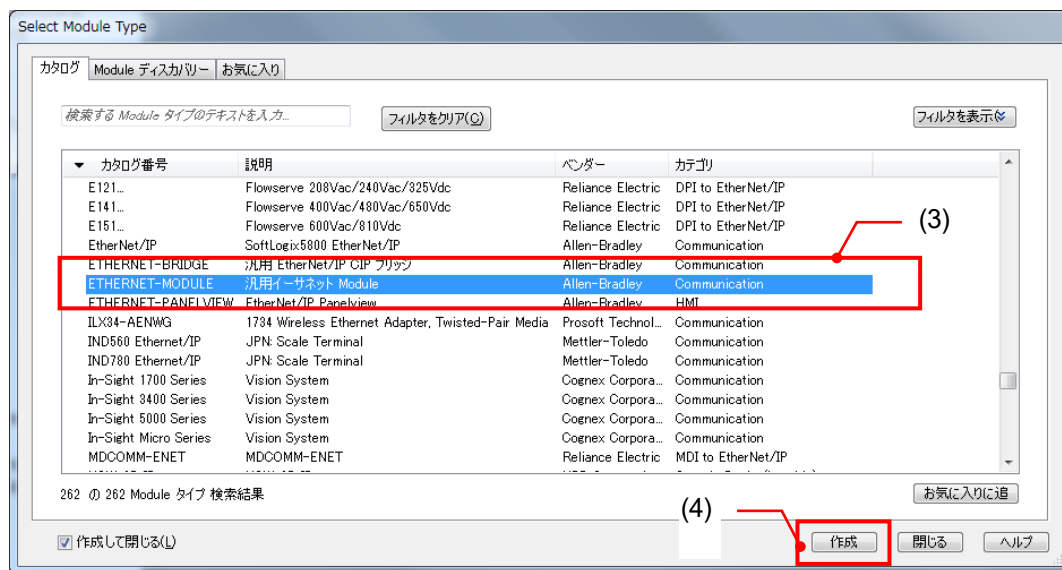 Select Module Type
カタログ Module ディスカバリー お気に入り
検索する Module タイプのテキストを入力... フィルタをクリア(C) フィルタを表示
カタログ番号 説明 ベンダー カテゴリ
E121... Flowserve 208Vac/240Vac/325Vdc Reliance Electric DPI to EtherNet/IP
E141... Flowserve 400Vac/480Vac/650Vdc Reliance Electric DPI to EtherNet/IP
E151... Flowserve 600Vac/810Vdc Reliance Electric DPI to EtherNet/IP
(3)
EtherNet/IP SoftLogix5800 EtherNet/IP Allen-Bradley Communication
ETHERNET-BRIDGE 汎用 EtherNet/IP CIP ブリッジ Allen-Bradley Communication
ETHERNET-MODULE 汎用イーサネット Module Allen-Bradley Communication
ETHERNET-PANELVIEW EtherNet/IP Panelview Allen-Bradley HMI
ILX34-AENWG 1734 Wireless Ethernet Adapter, Twisted-Pair Media Prosoft Technol... Communication
IND560 Ethernet/IP JPN: Scale Terminal Mettler-Toledo Communication
IND780 Ethernet/IP JPN: Scale Terminal Mettler-Toledo Communication
In-Sight 1700 Series Vision System Cognex Corpora... Communication
In-Sight 3400 Series Vision System Cognex Corpora... Communication
In-Sight 5000 Series Vision System Cognex Corpora... Communication
In-Sight Micro Series Vision System Cognex Corpora... Communication
MDCOMM-ENET MDCOMM-ENET Reliance Electric MDI to EtherNet/IP
262 の 262 Module タイプ 検索結果 お気に入りに追
(4)
作成して閉じる(L) 作成 閉じる ヘルプ